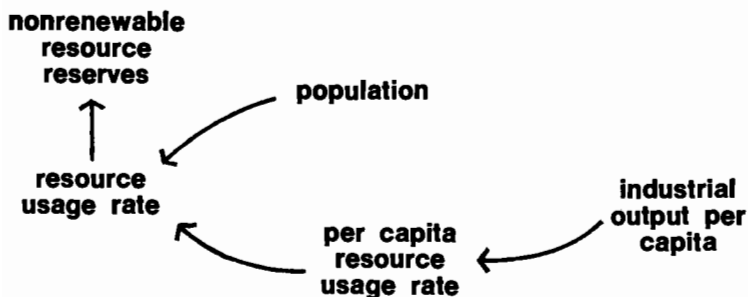 nonrenewable
resource
reserves
population
resource
usage rate
industrial
output per
capita
per capita
resource
usage rate